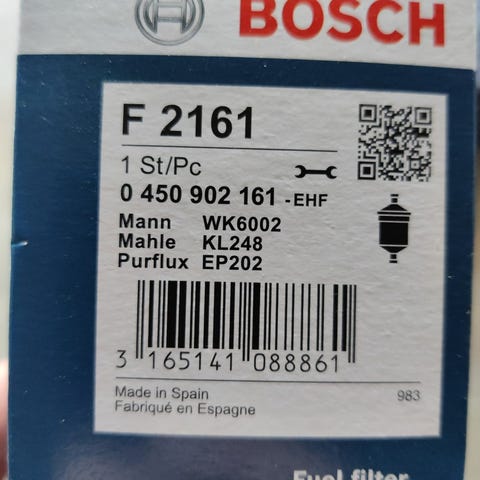 BOSCH
F 2161
1 St/Pc
0 450 902 161 -EHF
Mann WK6002
Mahle KL248
Purflux EP202
3 165141 088861
Made in Spain 983
Fabriqué en Espagne
Fuel filter